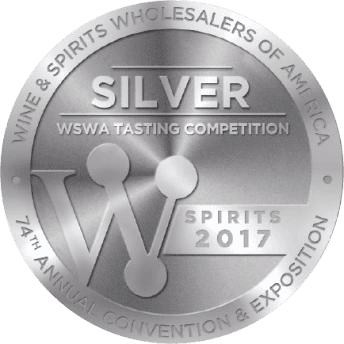 WINE & SPIRITS WHOLESALERS OF AMERICA
SILVER
WSWA TASTING COMPETITION
W
SPIRITS
2017
74TH ANNUAL CONVENTION & EXPOSITION